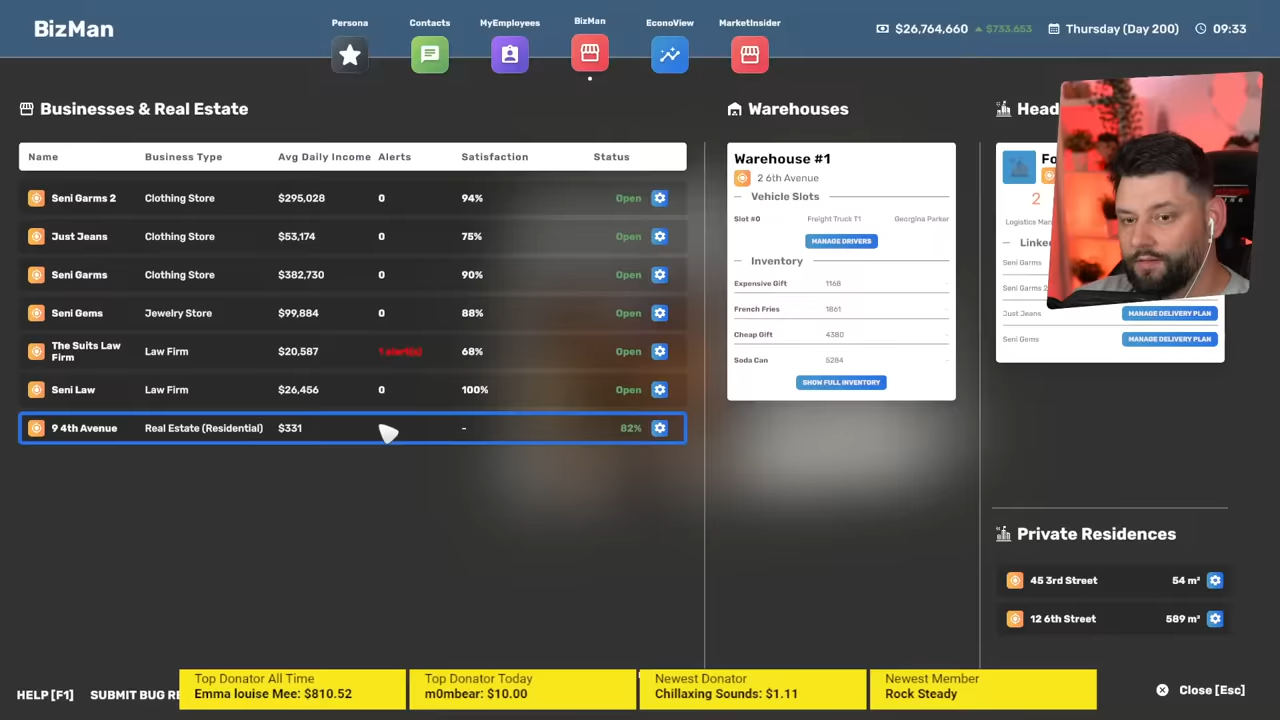 BizMan
Persona
Contacts
MyEmployees
BizMan
EconoView
MarketInsider
$26,764,660 $733,653 Thursday (Day 200) 09:33
Businesses & Real Estate
Name Business Type Avg Daily Income Alerts Satisfaction Status
Seni Garms 2 Clothing Store $295,028 0 94% Open
Just Jeans Clothing Store $53,174 0 75% Open
Seni Garms Clothing Store $382,730 0 90% Open
Seni Gems Jewelry Store $99,884 0 88% Open
The Suits Law
Firm Law Firm $20,587 1 alert(s) 68% Open
Seni Law Law Firm $26,456 0 100% Open
9 4th Avenue Real Estate (Residential) $331 - 82%
Warehouses
Warehouse #1
2 6th Avenue
Vehicle Slots
Slot #0 Freight Truck T1 Georgina Parker
MANAGE DRIVERS
Inventory
Expensive Gift 1168 -
French Fries 1861 -
Cheap Gift 4380 -
Soda Can 5284 -
SHOW FULL INVENTORY
Head
Fo
2
Logistics Man
Linke
Seni Garms
Seni Garms 2
Just Jeans MANAGE DELIVERY PLAN
Seni Gems MANAGE DELIVERY PLAN
Private Residences
45 3rd Street 54 m²
12 6th Street 589 m²
HELP [F1] SUBMIT BUG RE
Top Donator All Time
Emma louise Mee: $810.52
Top Donator Today
m0mbear: $10.00
Newest Donator
Chillaxing Sounds: $1.11
Newest Member
Rock Steady
Close [Esc]